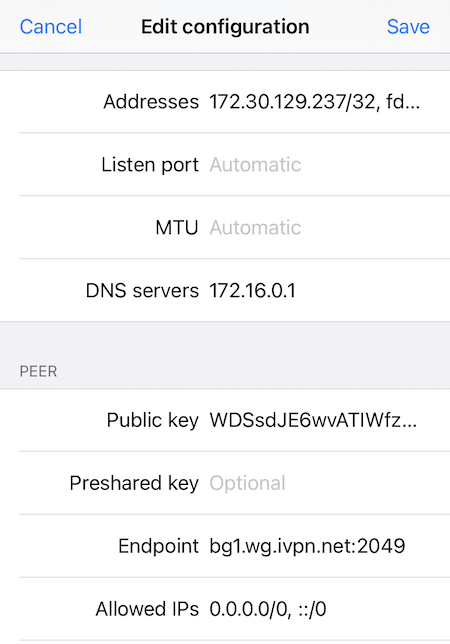 Cancel Edit configuration Save
Addresses 172.30.129.237/32, fd...
Listen port Automatic
MTU Automatic
DNS servers 172.16.0.1
PEER
Public key WDSsdJE6wvATIWfz...
Preshared key Optional
Endpoint bg1.wg.ivpn.net:2049
Allowed IPs 0.0.0.0/0, ::/0